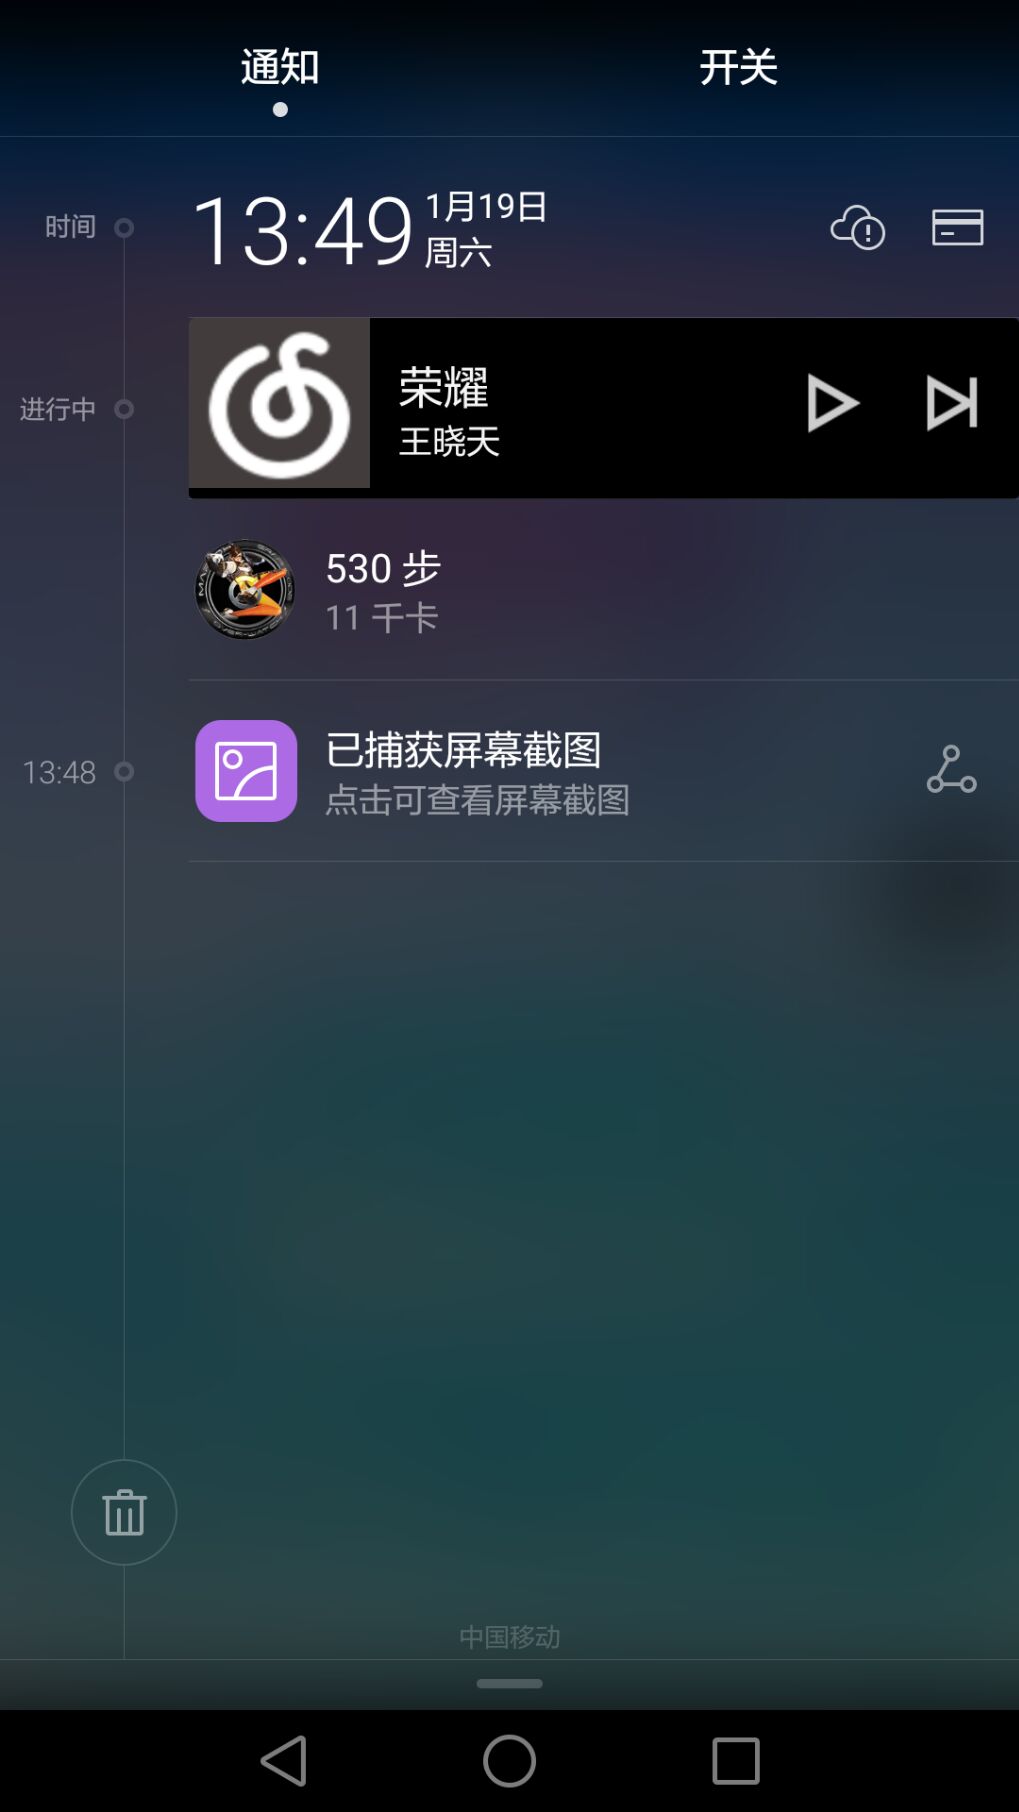 通知
开关
时间
13:49
1月19日
周六
进行中
荣耀
王晓天
530 步
11 千卡
13:48
已捕获屏幕截图
点击可查看屏幕截图
中国移动